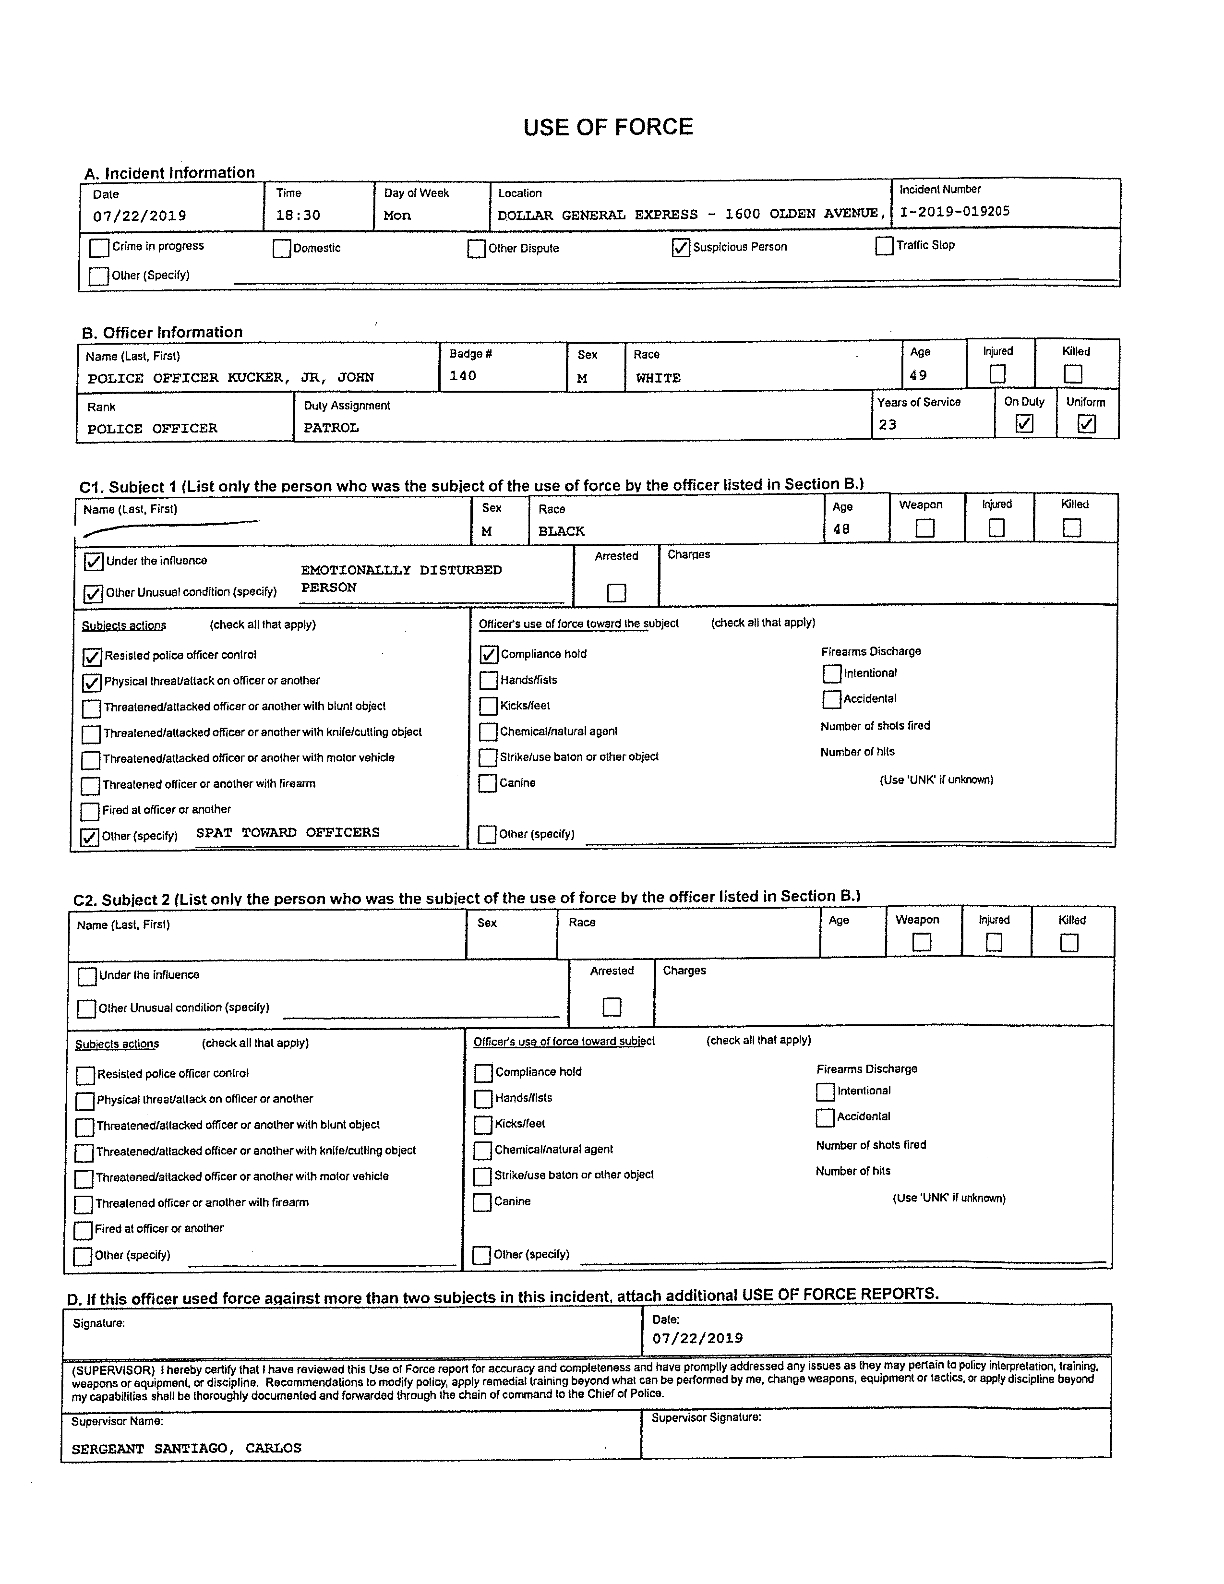 USE OF FORCE
A. Incident Information
Date Time Day of Week Location Incident Number
07/22/2019 18:30 Mon DOLLAR GENERAL EXPRESS - 1600 OLDEN AVENUE, I-2019-019205
Crime in progress Domestic Other Dispute Suspicious Person Traffic Stop
Other (Specify)
B. Officer Information
Name (Last, First) Badge # Sex Race Age Injured Killed
POLICE OFFICER KUCKER, JR, JOHN 140 M WHITE 49
Rank Duty Assignment Years of Service On Duty Uniform
POLICE OFFICER PATROL 23
C1. Subject 1 (List only the person who was the subject of the use of force by the officer listed in Section B.)
Name (Last, First) Sex Race Age Weapon Injured Killed
M BLACK 48
Under the influence Arrested Charges
EMOTIONALLLY DISTURBED
Other Unusual condition (specify) PERSON
Subjects actions (check all that apply) Officer's use of force toward the subject (check all that apply)
Resisted police officer control Compliance hold Firearms Discharge
Physical threat/attack on officer or another Hands/fists Intentional
Threatened/attacked officer or another with blunt object Kicks/feet Accidental
Threatened/attacked officer or another with knife/cutting object Chemical/natural agent Number of shots fired
Threatened/attacked officer or another with motor vehicle Strike/use baton or other object Number of hits
Threatened officer or another with firearm Canine (Use 'UNK' if unknown)
Fired at officer or another
Other (specify) SPAT TOWARD OFFICERS Other (specify)
C2. Subject 2 (List only the person who was the subject of the use of force by the officer listed in Section B.)
Name (Last, First) Sex Race Age Weapon Injured Killed
Under the influence Arrested Charges
Other Unusual condition (specify)
Subjects actions (check all that apply) Officer's use of force toward subject (check all that apply)
Resisted police officer control Compliance hold Firearms Discharge
Physical threat/attack on officer or another Hands/fists Intentional
Threatened/attacked officer or another with blunt object Kicks/feet Accidental
Threatened/attacked officer or another with knife/cutting object Chemical/natural agent Number of shots fired
Threatened/attacked officer or another with motor vehicle Strike/use baton or other object Number of hits
Threatened officer or another with firearm Canine (Use 'UNK' if unknown)
Fired at officer or another
Other (specify) Other (specify)
D. If this officer used force against more than two subjects in this incident, attach additional USE OF FORCE REPORTS.
Signature: Date:
07/22/2019
(SUPERVISOR) I hereby certify that I have reviewed this Use of Force report for accuracy and completeness and have promptly addressed any issues as they may pertain to policy interpretation, training,
weapons or equipment, or discipline. Recommendations to modify policy, apply remedial training beyond what can be performed by me, change weapons, equipment or tactics, or apply discipline beyond
my capabilities shall be thoroughly documented and forwarded through the chain of command to the Chief of Police.
Supervisor Name: Supervisor Signature:
SERGEANT SANTIAGO, CARLOS